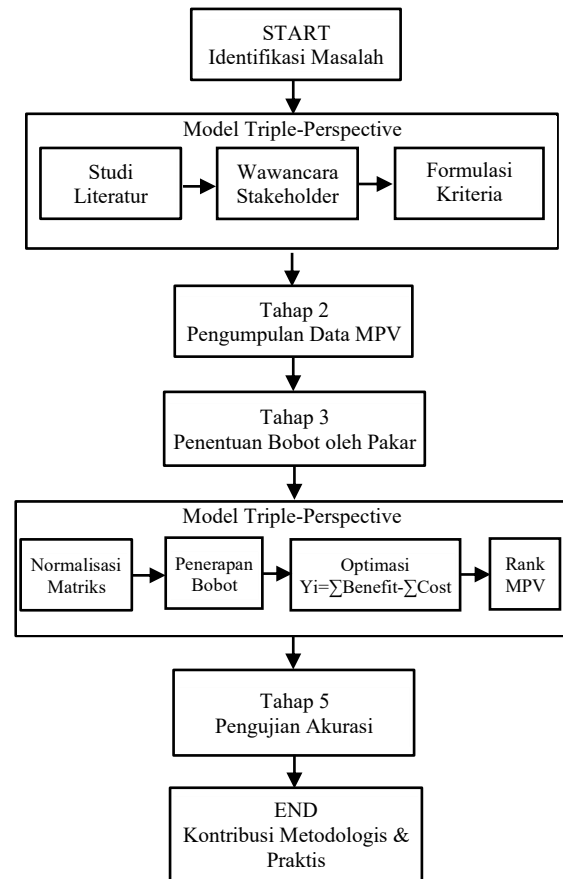 START
Identifikasi Masalah
Model Triple-Perspective
Studi
Literatur
Wawancara
Stakeholder
Formulasi
Kriteria
Tahap 2
Pengumpulan Data MPV
Tahap 3
Penentuan Bobot oleh Pakar
Model Triple-Perspective
Normalisasi
Matriks
Penerapan
Bobot
Optimasi
Yi=∑Benefit-∑Cost
Rank
MPV
Tahap 5
Pengujian Akurasi
END
Kontribusi Metodologis &
Praktis